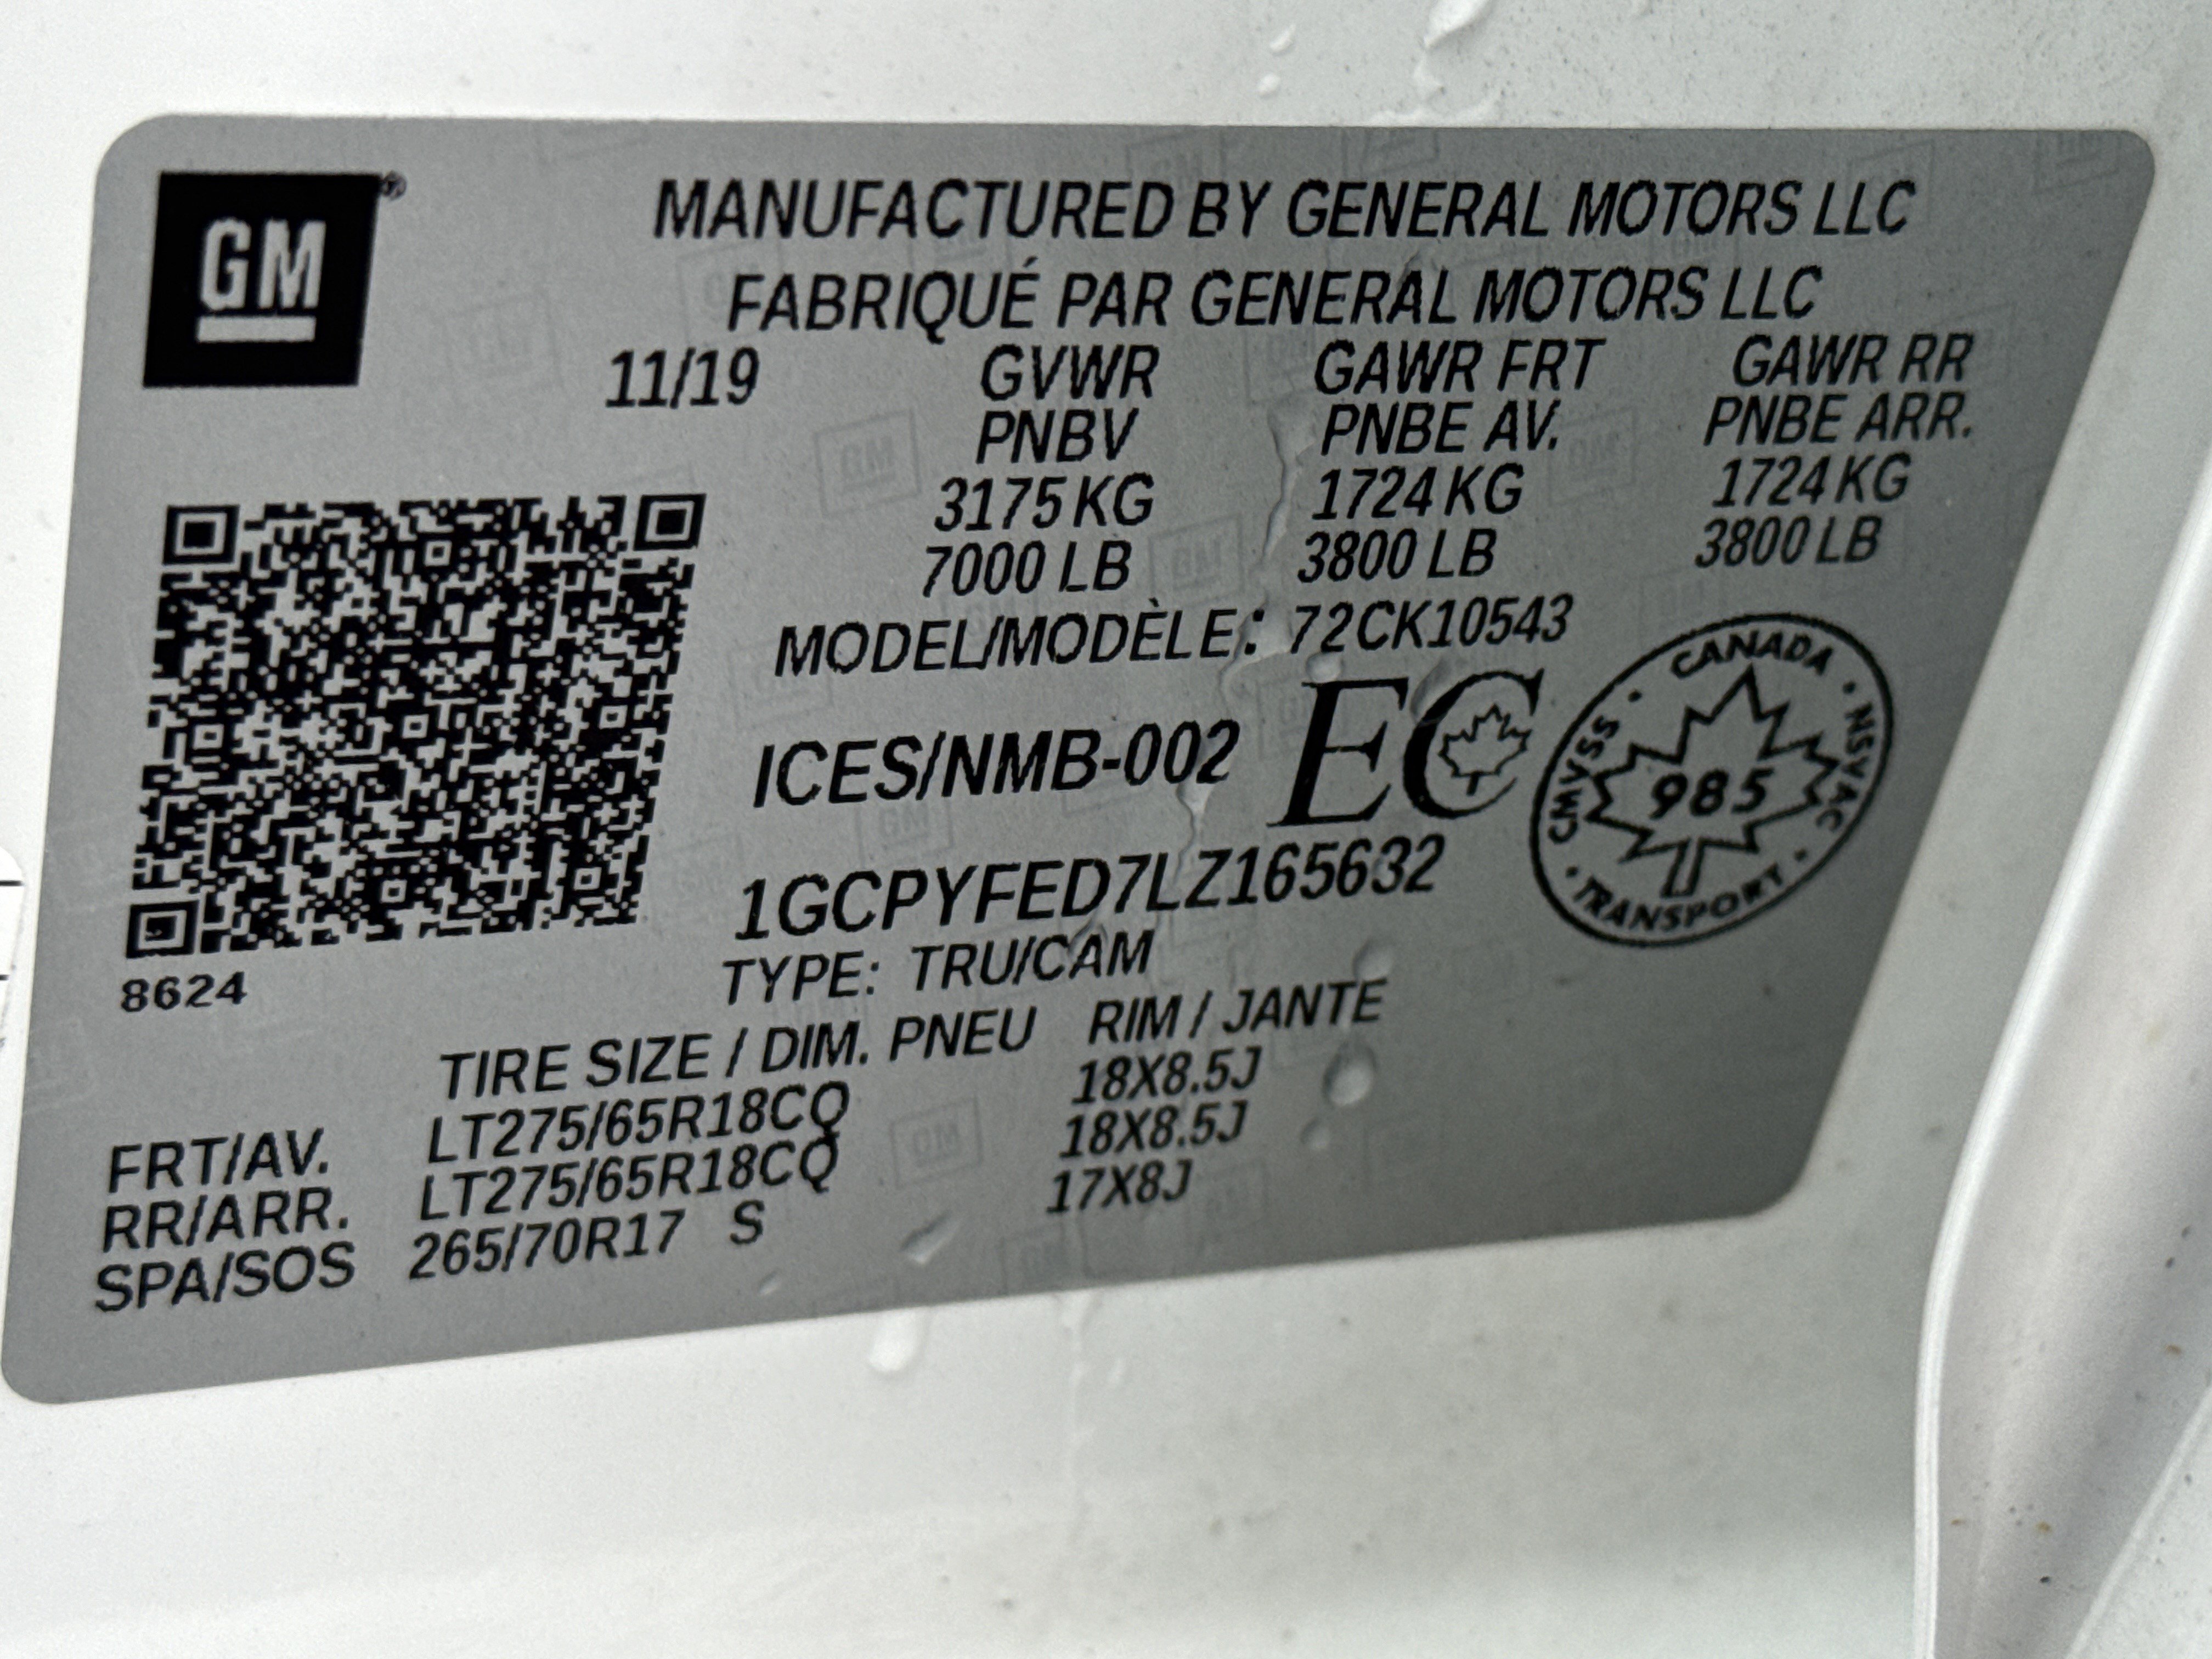 GM
MANUFACTURED BY GENERAL MOTORS LLC
FABRIQUÉ PAR GENERAL MOTORS LLC
11/19 GVWR GAWR FRT GAWR RR
PNBV PNBE AV. PNBE ARR.
3175 KG 1724 KG 1724 KG
7000 LB 3800 LB 3800 LB
MODEL/MODÈLE: 72CK10543
ICES/NMB-002 EC
CANADA · NSVAC · TRANSPORT · CMVSS ·
985
1GCPYFED7LZ165632
TYPE: TRU/CAM
8624
TIRE SIZE / DIM. PNEU RIM / JANTE
FRT/AV. LT275/65R18CQ 18X8.5J
RR/ARR. LT275/65R18CQ 18X8.5J
SPA/SOS 265/70R17 S 17X8J